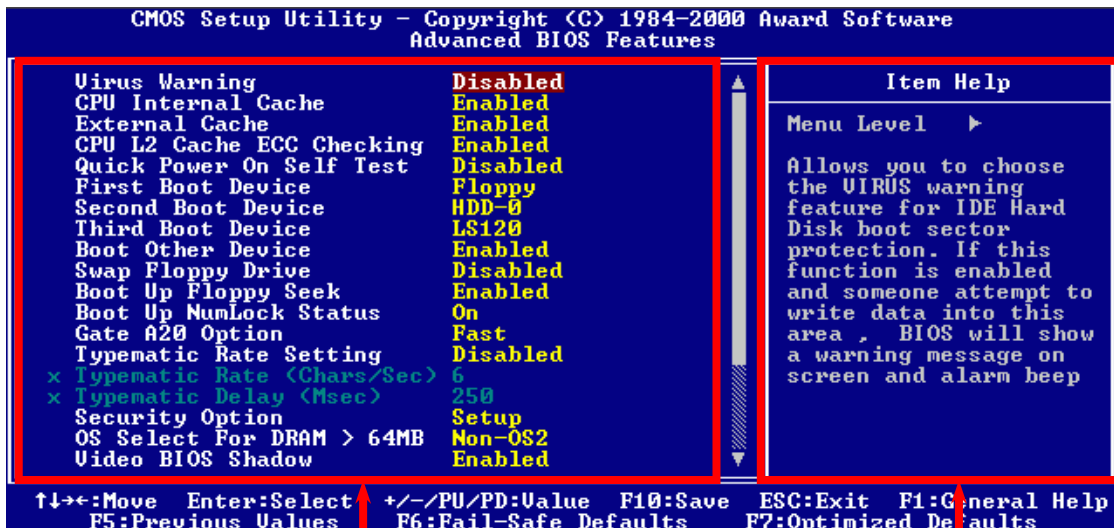 CMOS Setup Utility – Copyright (C) 1984-2000 Award Software
Advanced BIOS Features
Virus Warning Disabled
CPU Internal Cache Enabled
External Cache Enabled
CPU L2 Cache ECC Checking Enabled
Quick Power On Self Test Disabled
First Boot Device Floppy
Second Boot Device HDD-0
Third Boot Device LS120
Boot Other Device Enabled
Swap Floppy Drive Disabled
Boot Up Floppy Seek Enabled
Boot Up NumLock Status On
Gate A20 Option Fast
Typematic Rate Setting Disabled
x Typematic Rate (Chars/Sec) 6
x Typematic Delay (Msec) 250
Security Option Setup
OS Select For DRAM > 64MB Non-OS2
Video BIOS Shadow Enabled
Item Help
Menu Level ►
Allows you to choose
the VIRUS warning
feature for IDE Hard
Disk boot sector
protection. If this
function is enabled
and someone attempt to
write data into this
area , BIOS will show
a warning message on
screen and alarm beep
↑↓→←:Move Enter:Select +/-/PU/PD:Value F10:Save ESC:Exit F1:General Help
F5:Previous Values F6:Fail-Safe Defaults F7:Optimized Defaults